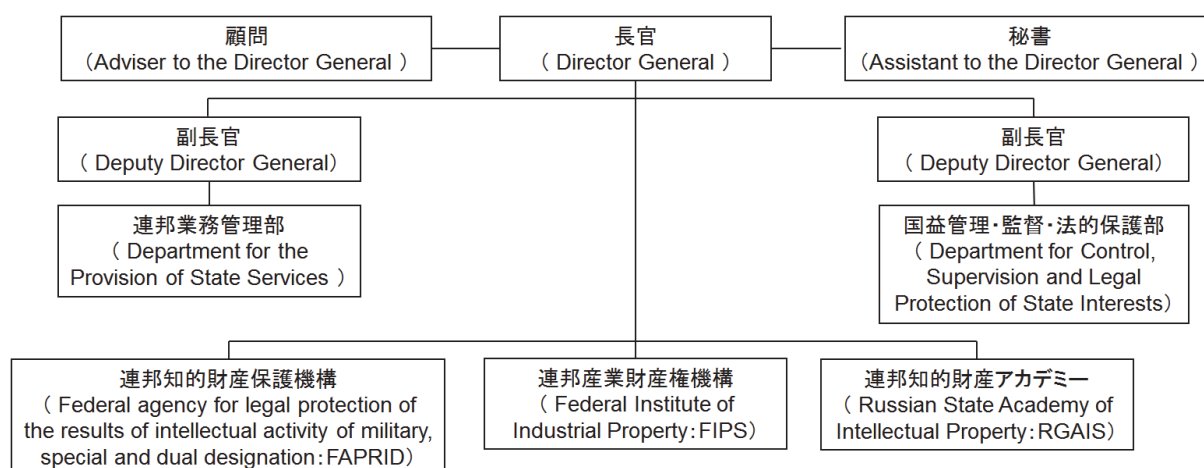 顧問
（Adviser to the Director General ）
長官
（ Director General）
秘書
（Assistant to the Director General）
副長官
（ Deputy Director General）
副長官
（ Deputy Director General）
連邦業務管理部
（ Department for the
Provision of State Services ）
国益管理・監督・法的保護部
（ Department for Control,
Supervision and Legal
Protection of State Interests）
連邦知的財産保護機構
（ Federal agency for legal protection of
the results of intellectual activity of military,
special and dual designation：FAPRID）
連邦産業財産権機構
（ Federal Institute of
Industrial Property：FIPS）
連邦知的財産アカデミー
（ Russian State Academy of
Intellectual Property：RGAIS）